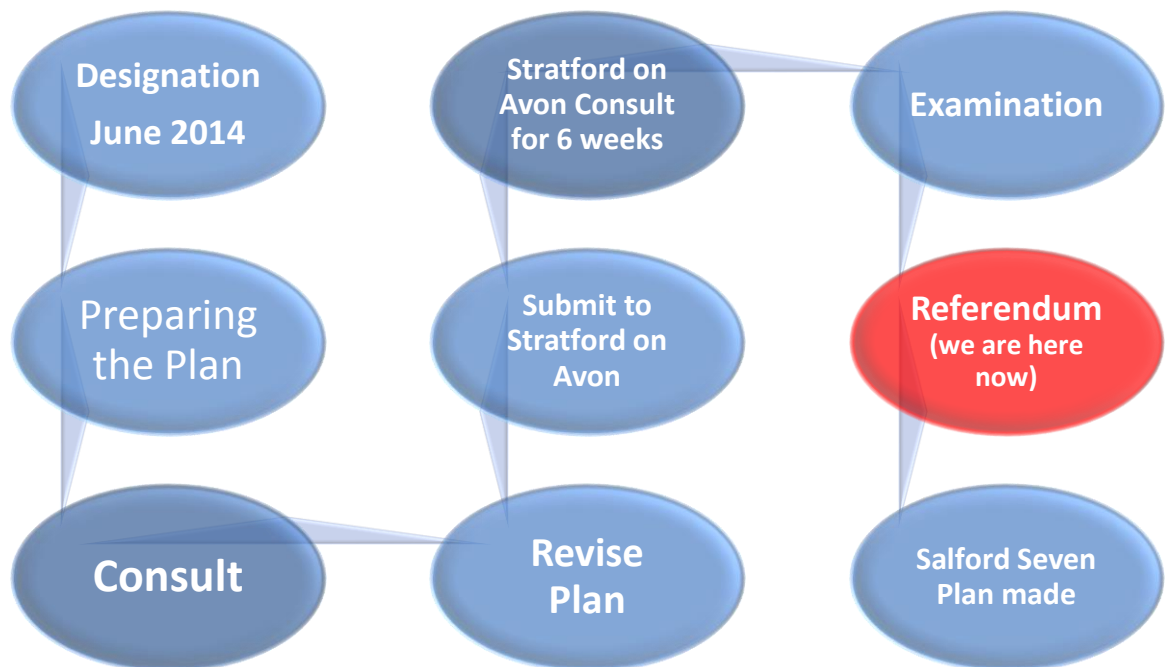 Designation
June 2014
Preparing
the Plan
Consult
Revise
Plan
Submit to
Stratford on
Avon
Stratford on
Avon Consult
for 6 weeks
Examination
Referendum
(we are here
now)
Salford Seven
Plan made